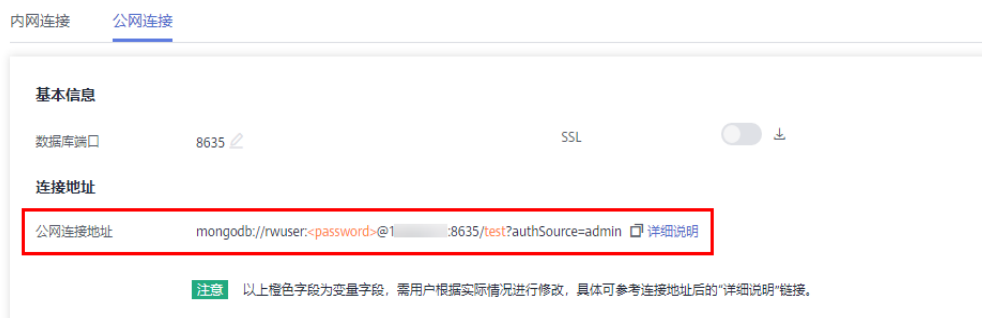 内网连接 公网连接
基本信息
数据库端口 8635 SSL
连接地址
公网连接地址 mongodb://rwuser:<password>@1 :8635/test?authSource=admin 详细说明
注意 以上橙色字段为变量字段，需用户根据实际情况进行修改，具体可参考连接地址后的“详细说明”链接。